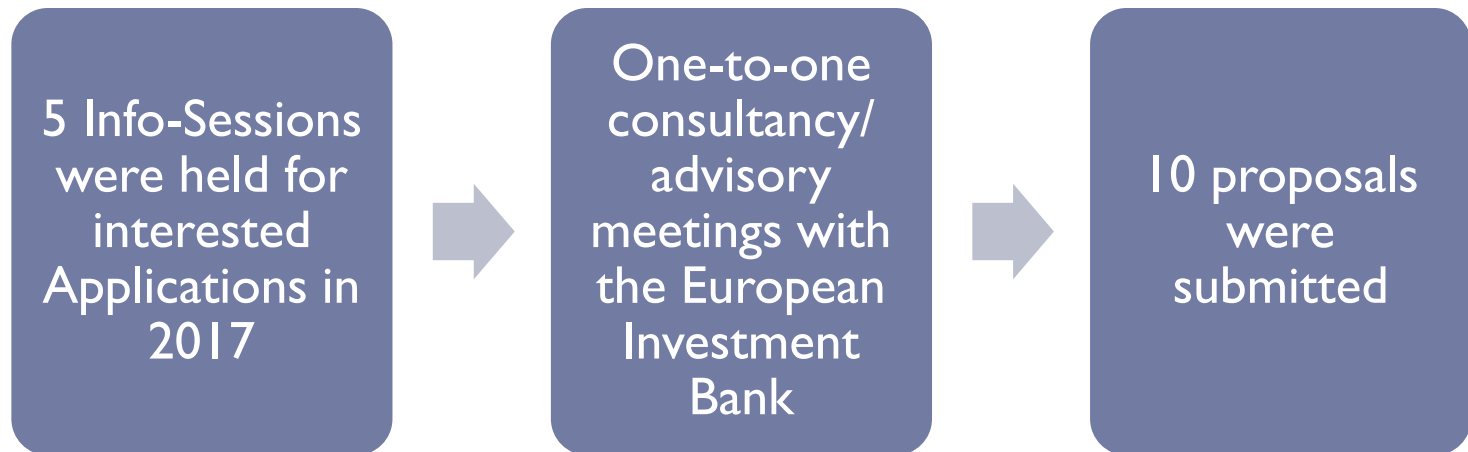 5 Info-Sessions
were held for
interested
Applications in
2017
One-to-one
consultancy/
advisory
meetings with
the European
Investment
Bank
10 proposals
were
submitted